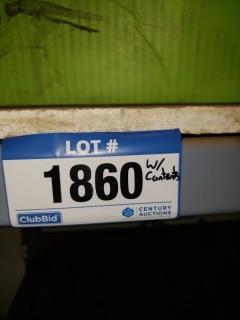 LOT #
1860
W/
Contents
ClubBid
CENTURY
AUCTIONS